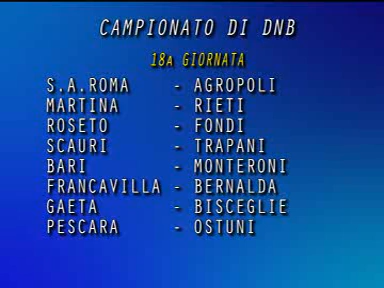 CAMPIONATO DI DNB
18a GIORNATA
S.A.ROMA - AGROPOLI
MARTINA - RIETI
ROSETO - FONDI
SCAURI - TRAPANI
BARI - MONTERONI
FRANCAVILLA - BERNALDA
GAETA - BISCEGLIE
PESCARA - OSTUNI